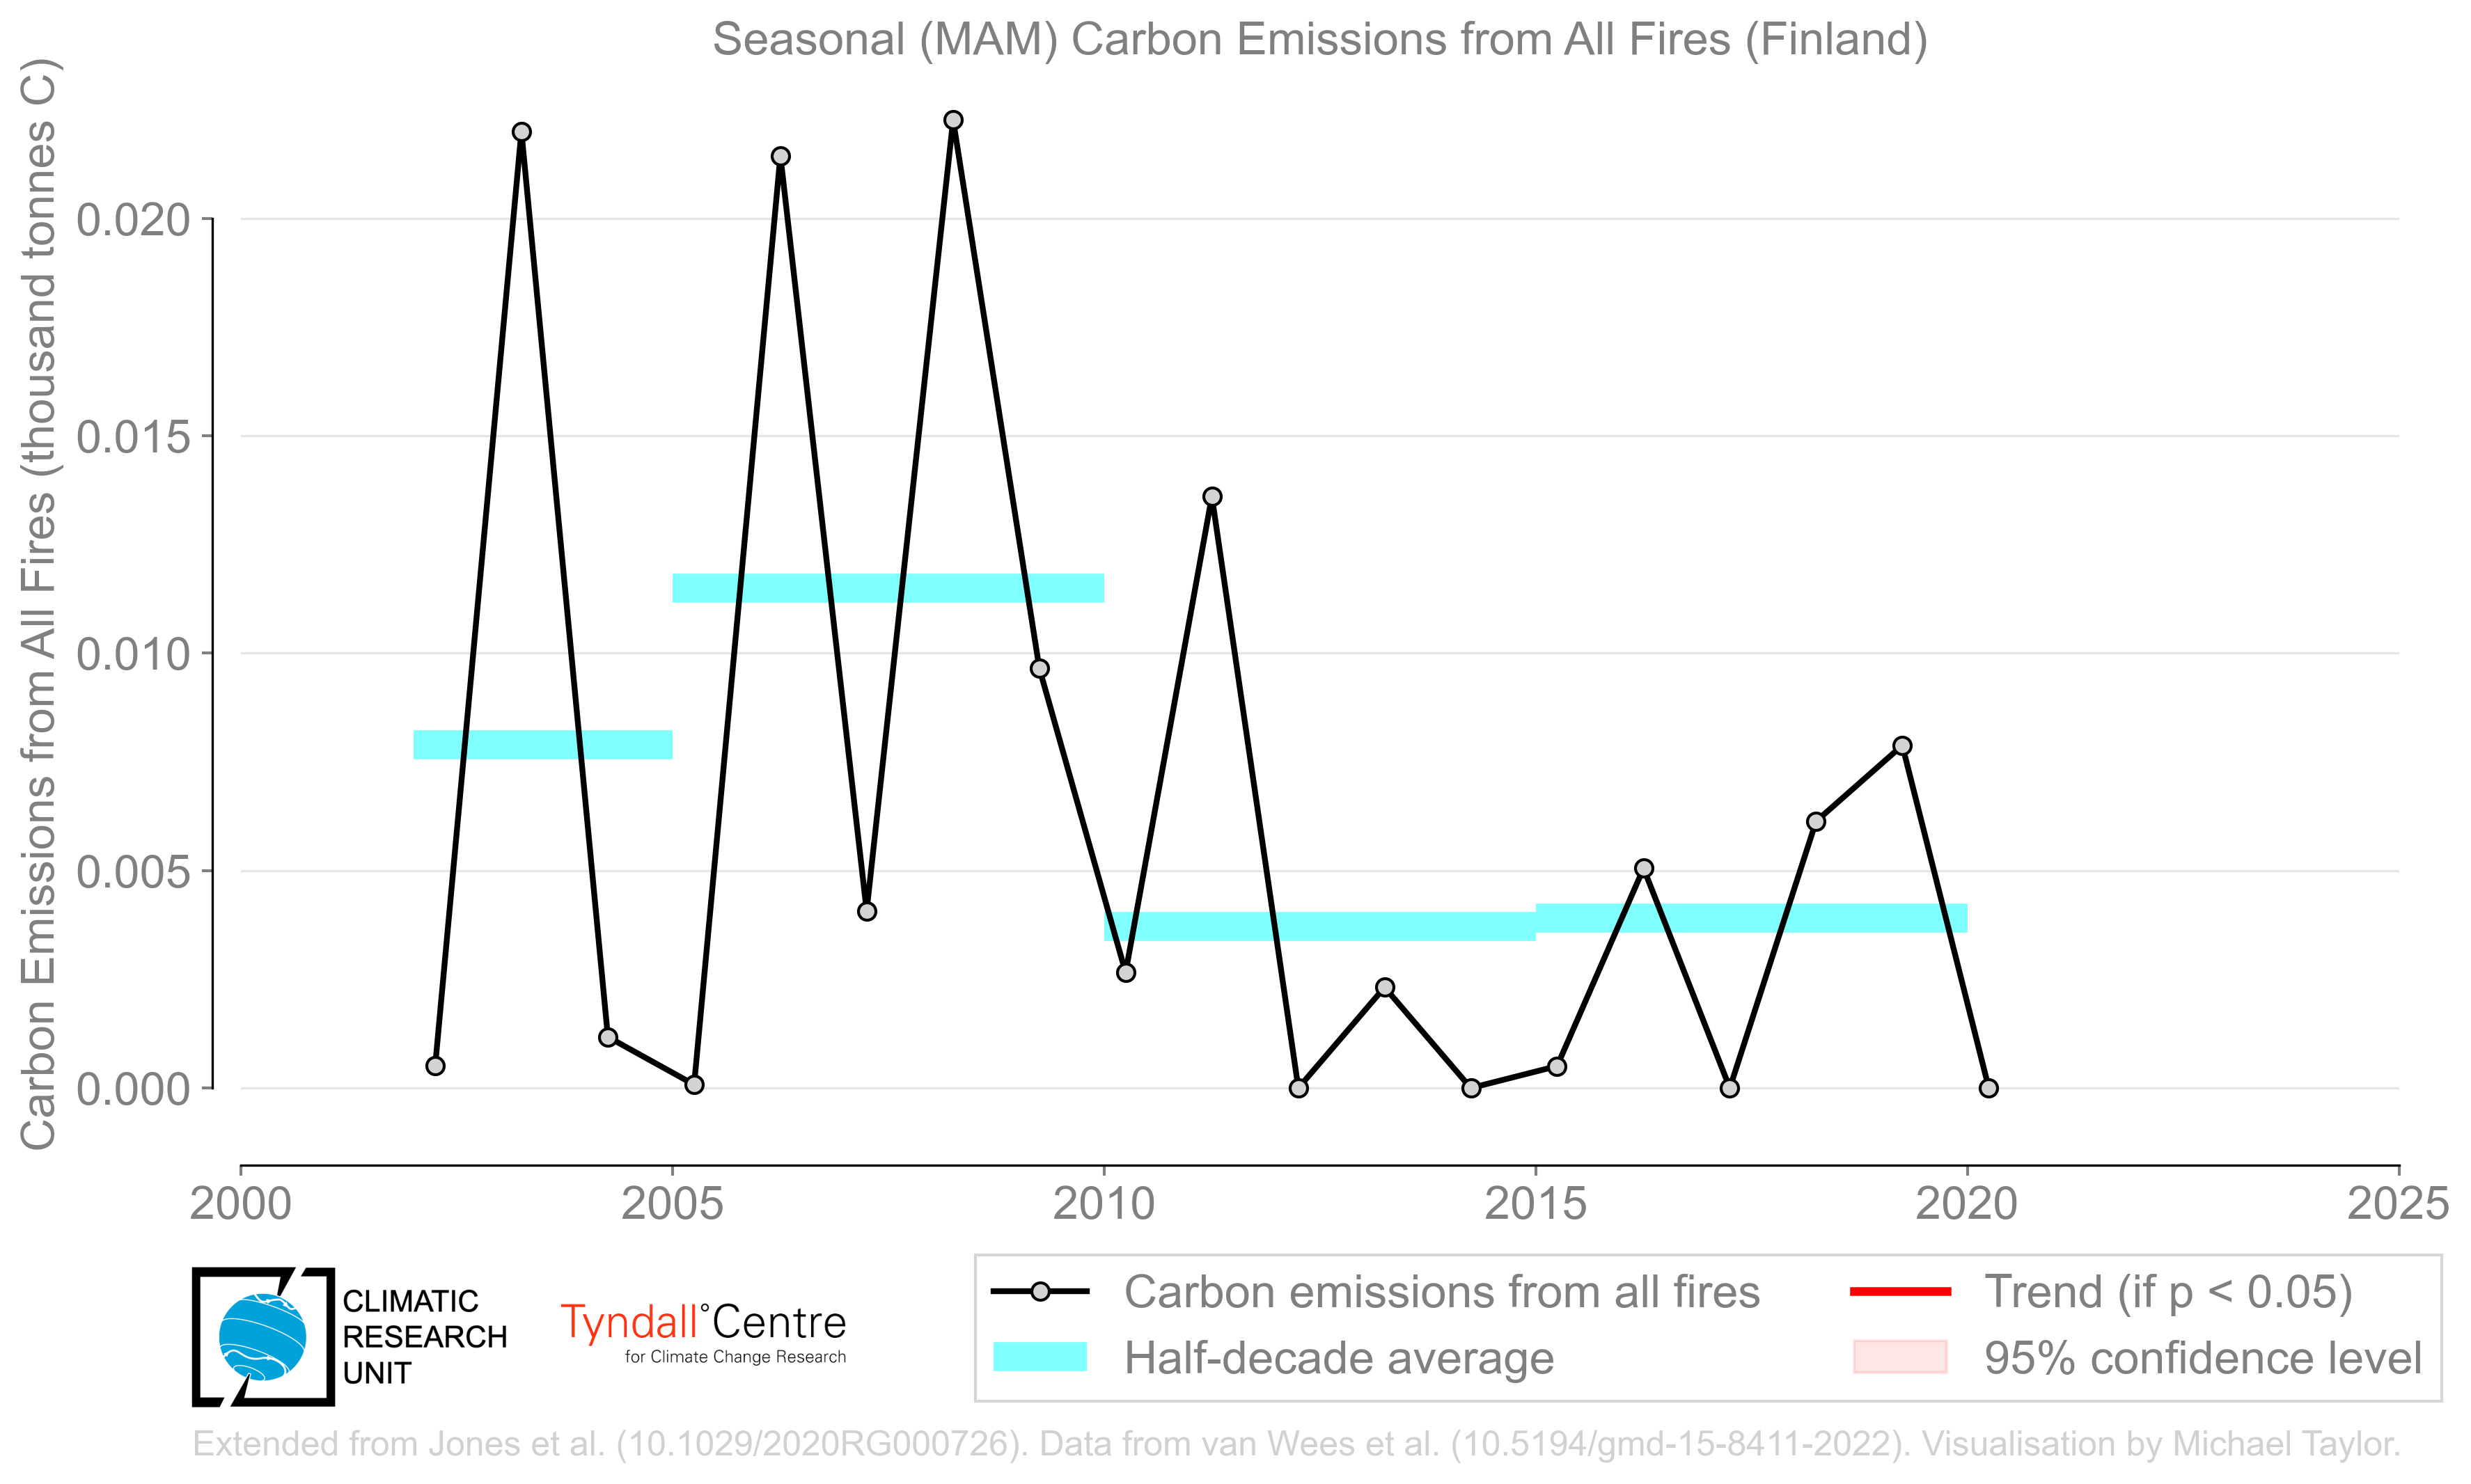 Seasonal (MAM) Carbon Emissions from All Fires (Finland)
Carbon Emissions from All Fires (thousand tonnes C)
0.020
0.015
0.010
0.005
0.000
2000 2005 2010 2015 2020 2025
CLIMATIC
RESEARCH
UNIT
Tyndall°Centre
for Climate Change Research
Carbon emissions from all fires
Half-decade average
Trend (if p < 0.05)
95% confidence level
Extended from Jones et al. (10.1029/2020RG000726). Data from van Wees et al. (10.5194/gmd-15-8411-2022). Visualisation by Michael Taylor.